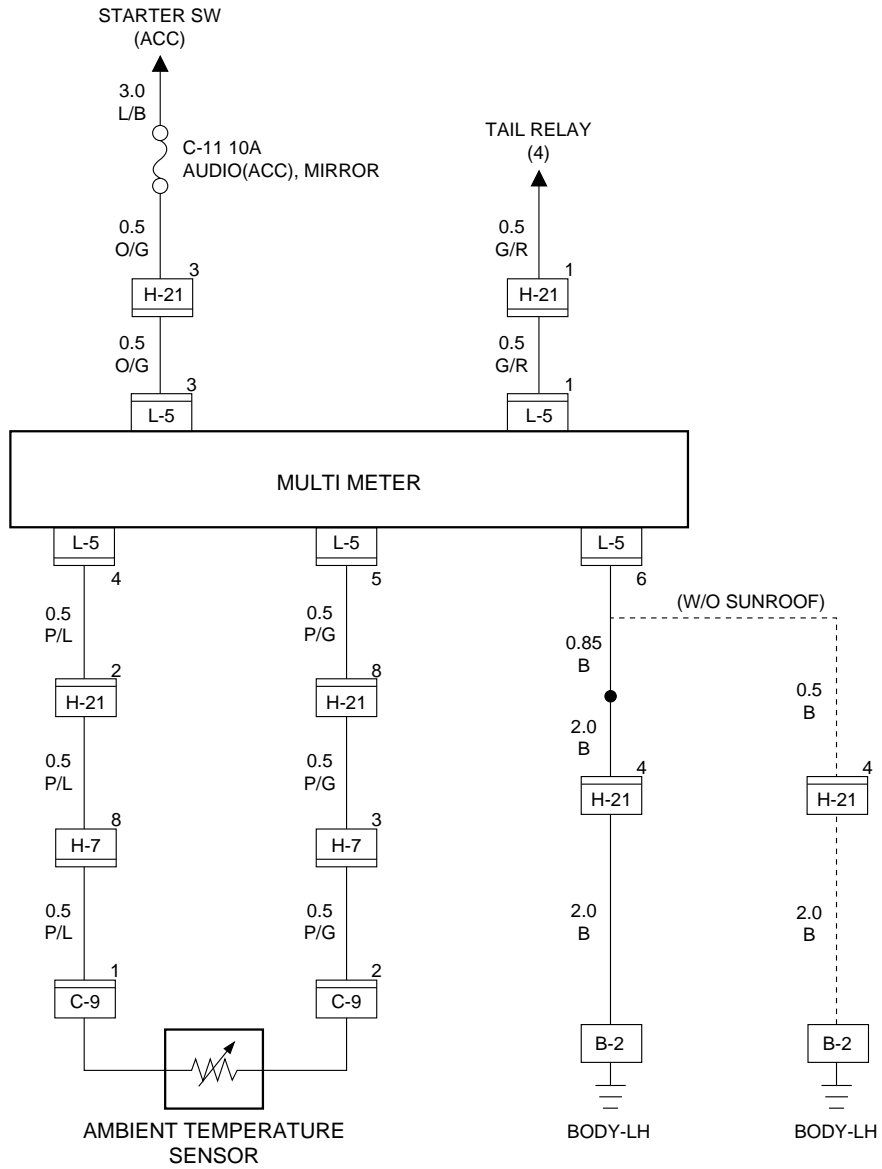 STARTER SW
(ACC)
3.0
L/B
C-11 10A
AUDIO(ACC), MIRROR
TAIL RELAY
(4)
0.5
O/G
0.5
G/R
3
1
H-21
H-21
0.5
O/G
0.5
G/R
3
1
L-5
L-5
MULTI METER
L-5
L-5
L-5
4
5
6
(W/O SUNROOF)
0.5
P/L
0.5
P/G
0.85
B
2
8
H-21
H-21
0.5
B
2.0
B
0.5
P/L
0.5
P/G
4
4
H-21
H-21
8
3
H-7
H-7
0.5
P/L
0.5
P/G
2.0
B
2.0
B
1
2
C-9
C-9
B-2
B-2
AMBIENT TEMPERATURE
SENSOR
BODY-LH
BODY-LH